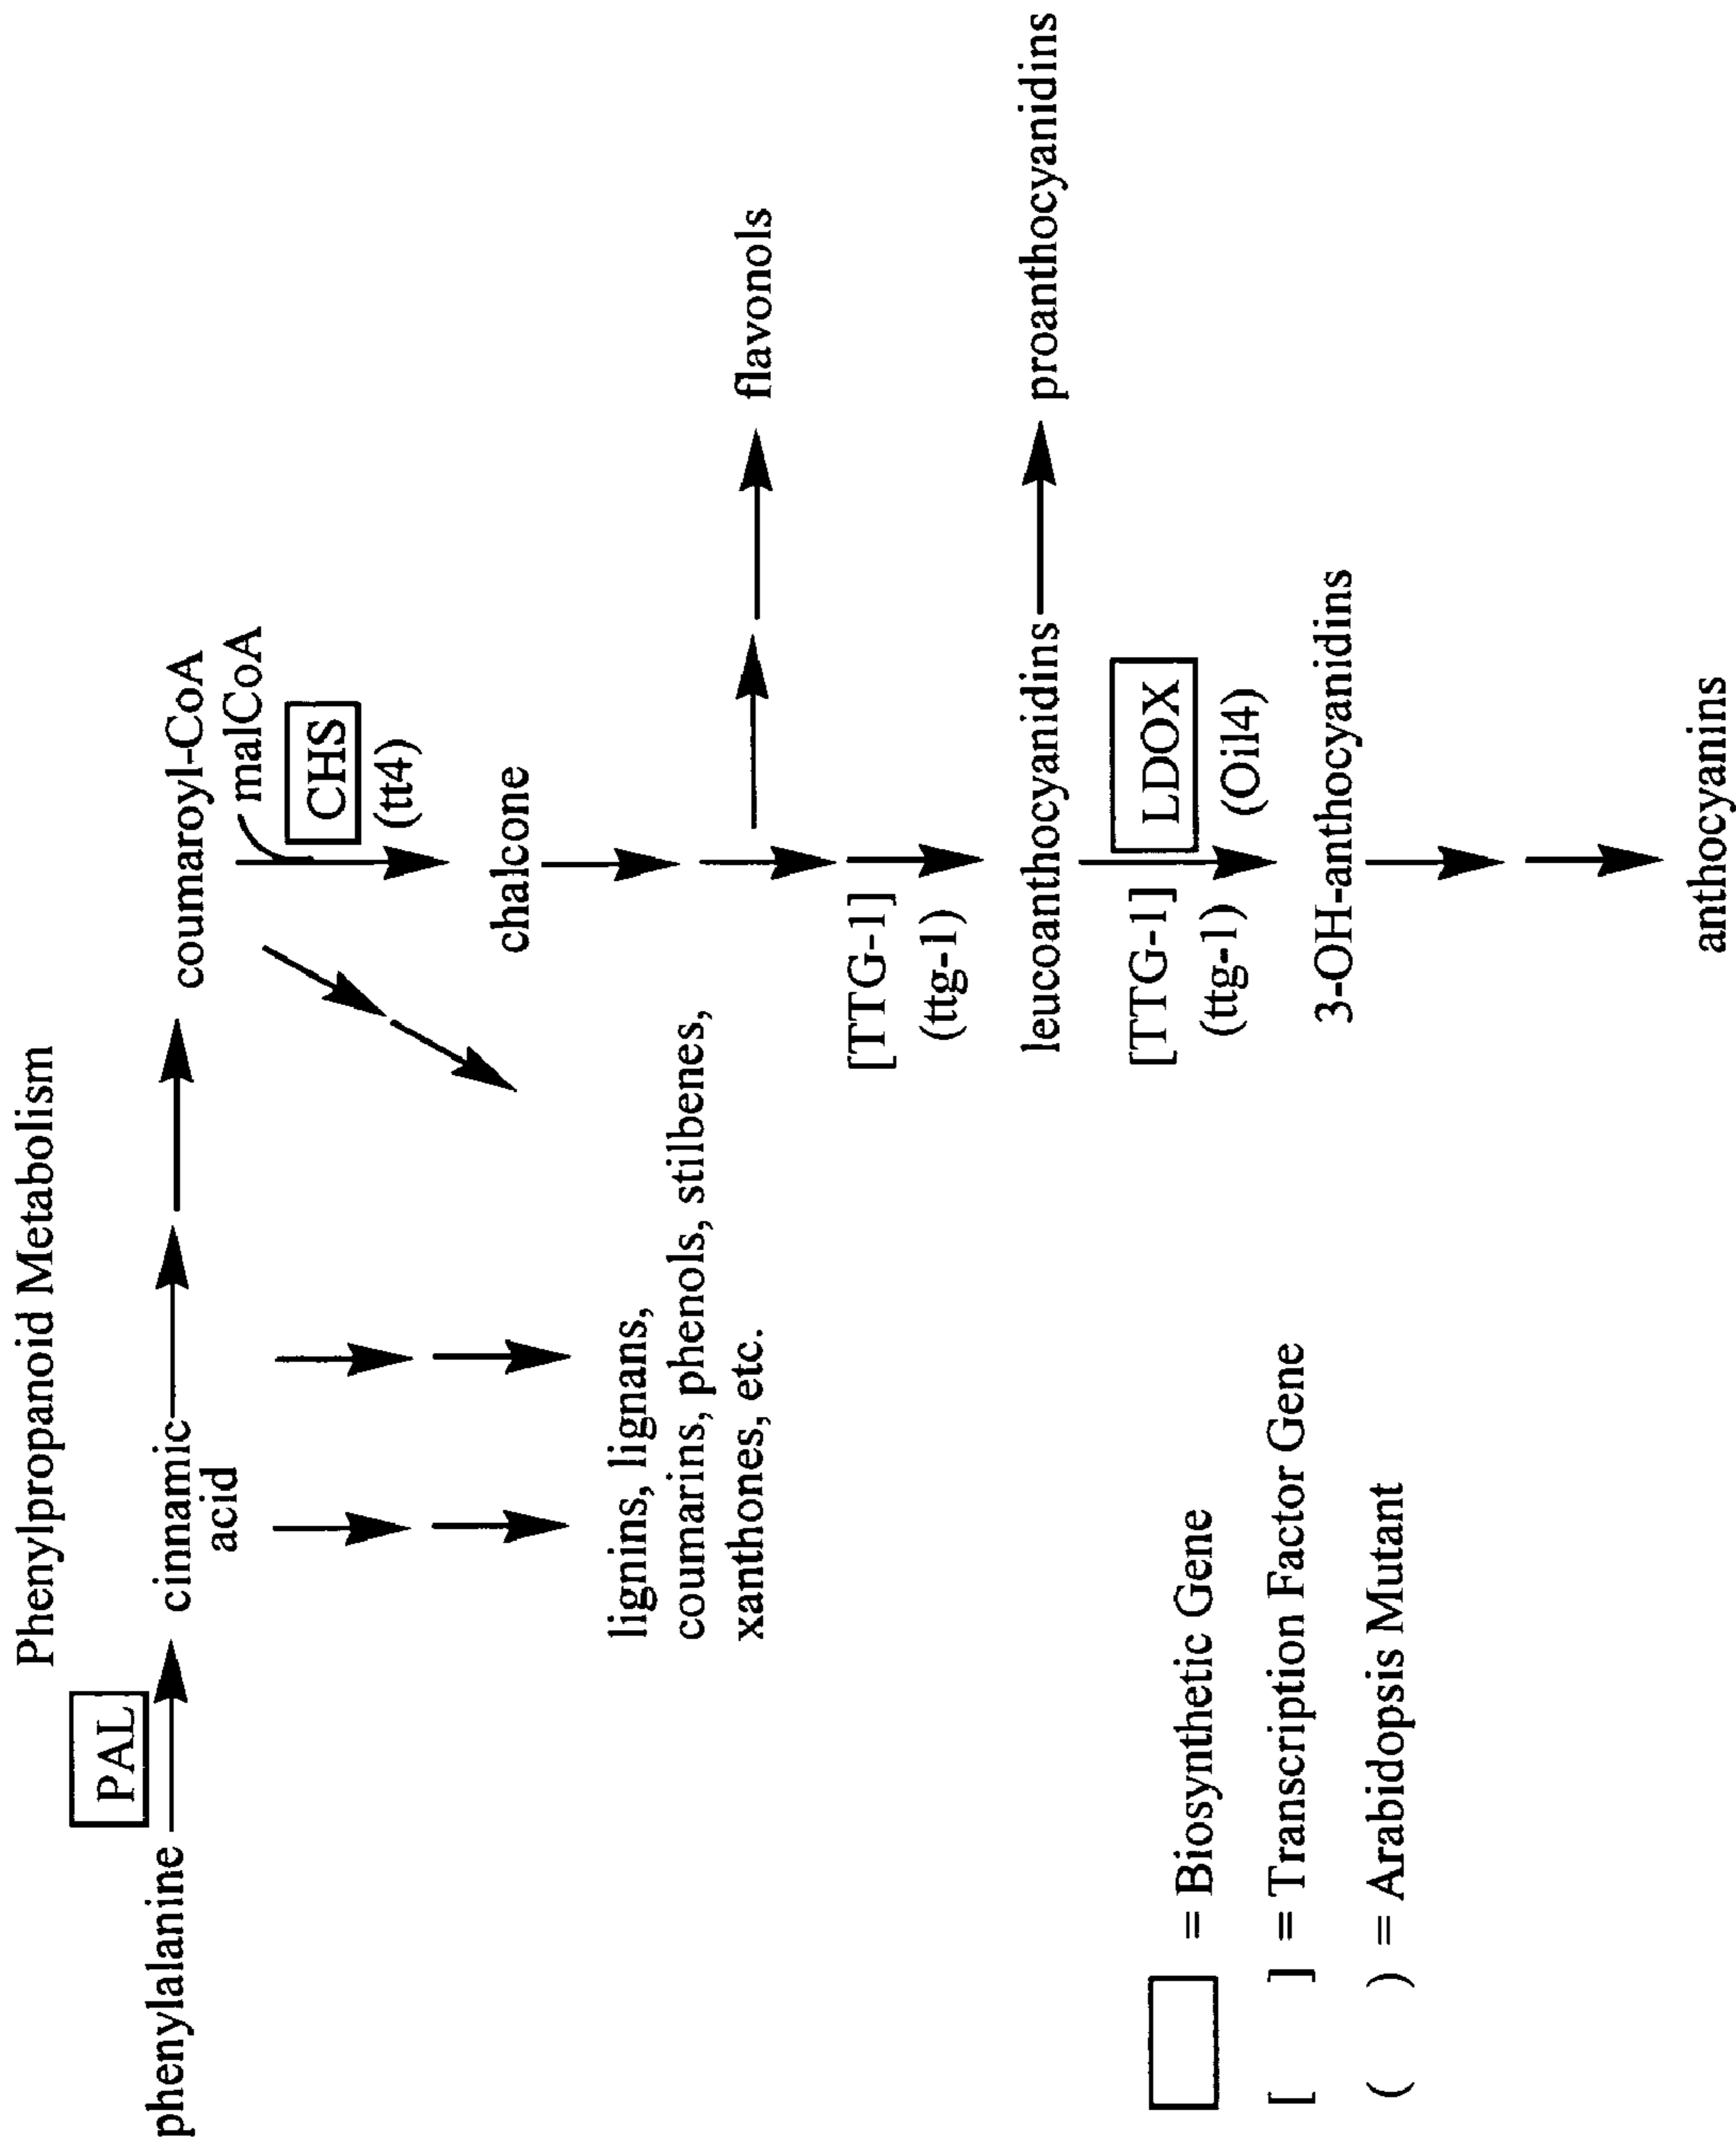 Phenylpropanoid Metabolism
PAL
phenylalanine
cinnamic
acid
coumaroyl-CoA
malCoA
CHS
(tt4)
chalcone
lignins, lignans,
coumarins, phenols, stilbenes,
xanthones, etc.
flavonols
[TTG-1]
(ttg-1)
leucoanthocyanidins
proanthocyanidins
[TTG-1]
(ttg-1)
LDOX
(Oil4)
3-OH-anthocyanidins
anthocyanins
= Biosynthetic Gene
[ ] = Transcription Factor Gene
( ) = Arabidopsis Mutant